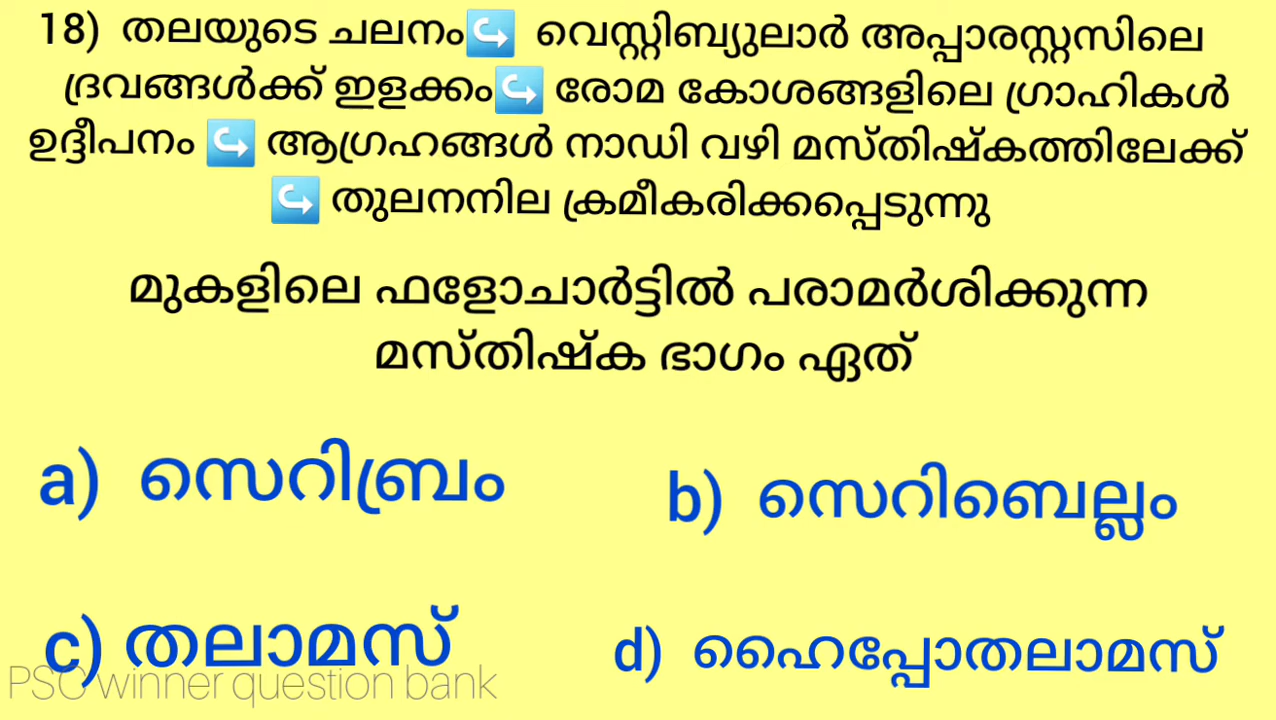 18) തലയുടെ ചലനം↪️ വെസ്റ്റിബ്യുലാർ അപ്പാരസ്റ്റസിലെ
ദ്രവങ്ങൾക്ക് ഇളക്കം↪️ രോമ കോശങ്ങളിലെ ഗ്രാഹികൾ
ഉദ്ദീപനം ↪️ ആഗ്രഹങ്ങൾ നാഡി വഴി മസ്തിഷ്കത്തിലേക്ക്
↪️ തുലനനില ക്രമീകരിക്കപ്പെടുന്നു
മുകളിലെ ഫളോചാർട്ടിൽ പരാമർശിക്കുന്ന
മസ്തിഷ്ക ഭാഗം ഏത്
a) സെറിബ്രം
b) സെറിബെല്ലം
c) തലാമസ്
d) ഹൈപ്പോതലാമസ്
PSC winner question bank